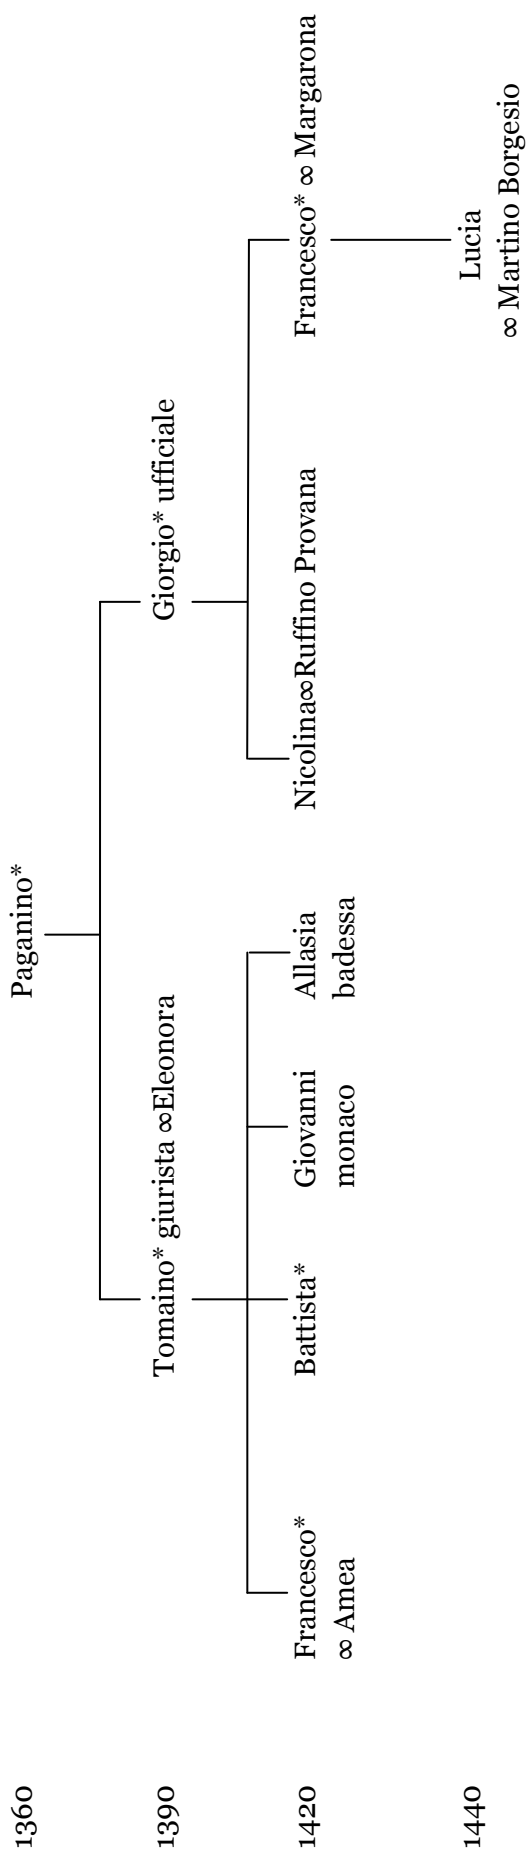 1360
Paganino*
1390
Tomaino* giurista ∞Eleonora
Giorgio* ufficiale
1420
Francesco*
∞ Amea
Battista*
Giovanni
monaco
Allasia
badessa
Nicolina∞Ruffino Provana
Francesco* ∞ Margarona
1440
Lucia
∞ Martino Borgesio